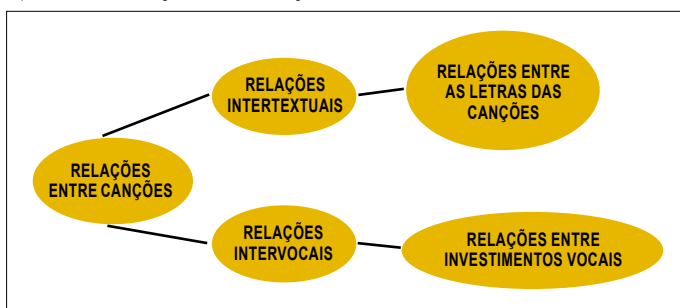 RELAÇÕES
ENTRE CANÇÕES
RELAÇÕES
INTERTEXTUAIS
RELAÇÕES ENTRE
AS LETRAS DAS
CANÇÕES
RELAÇÕES
INTERVOCAIS
RELAÇÕES ENTRE
INVESTIMENTOS VOCAIS